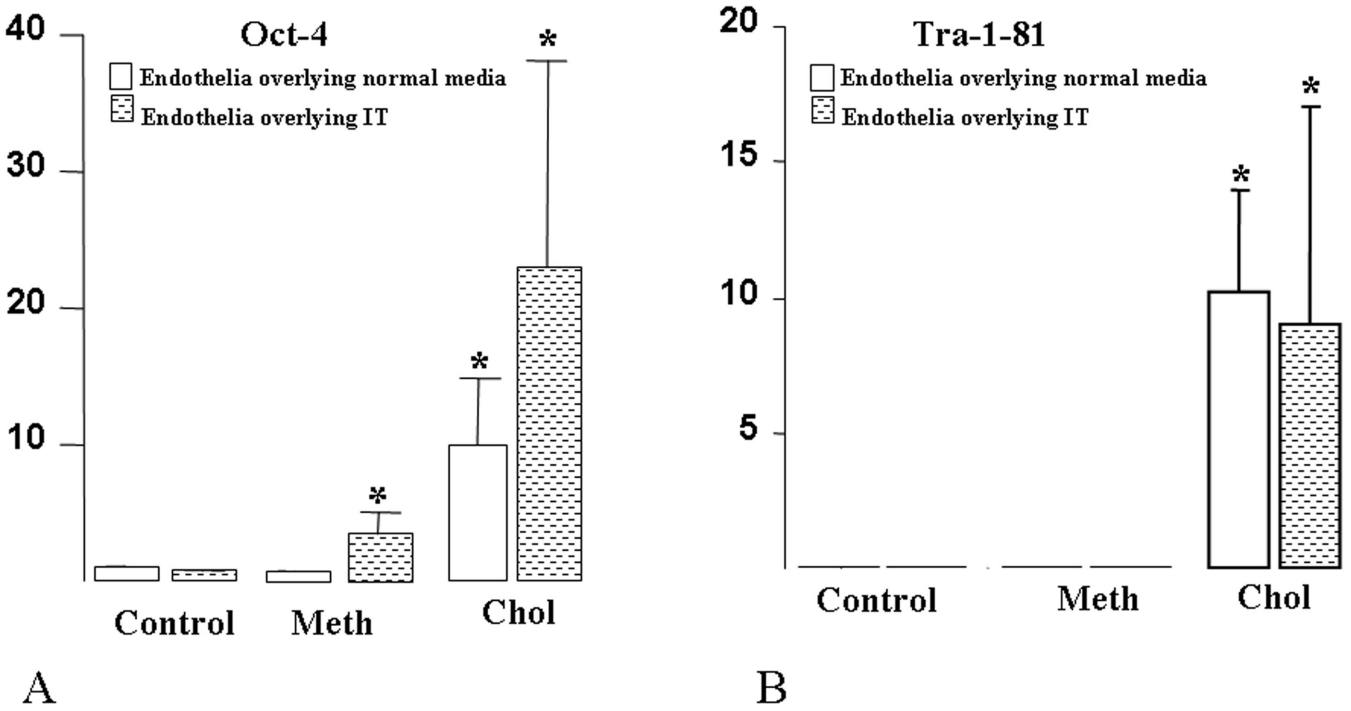 Oct-4
Endothelia overlying normal media
Endothelia overlying IT
40
30
20
10
*
*
*
Control Meth Chol
A
Tra-1-81
Endothelia overlying normal media
Endothelia overlying IT
20
15
10
5
*
*
Control Meth Chol
B